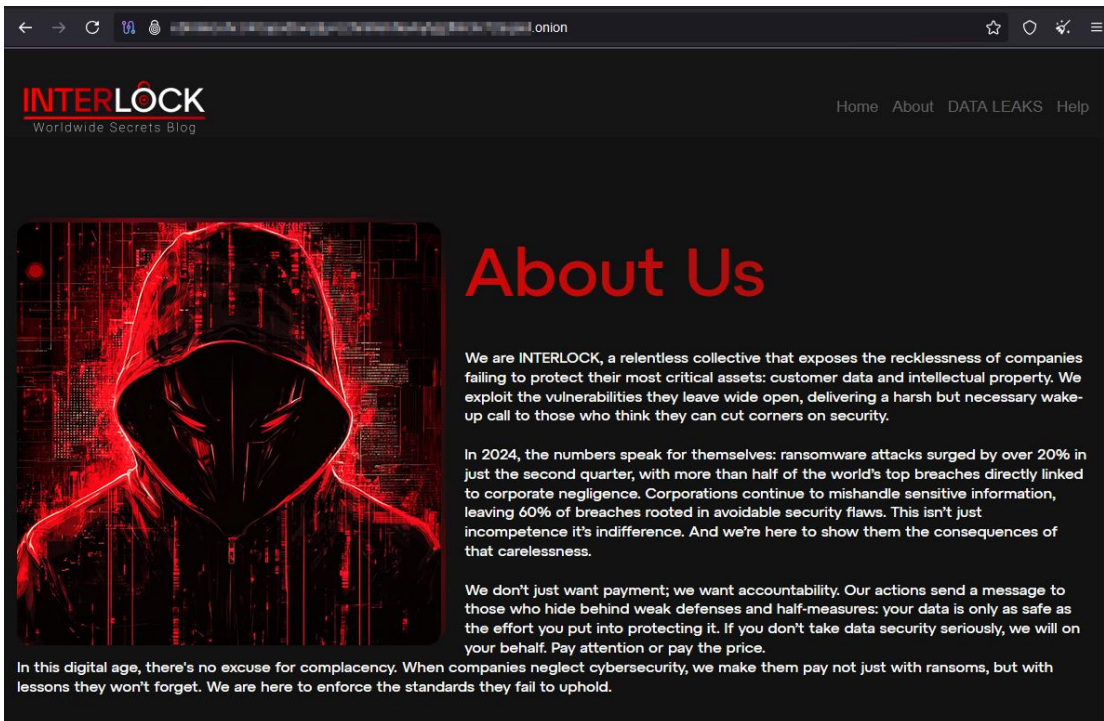 .onion
INTERLOCK
Worldwide Secrets Blog
Home About DATA LEAKS Help
About Us
We are INTERLOCK, a relentless collective that exposes the recklessness of companies
failing to protect their most critical assets: customer data and intellectual property. We
exploit the vulnerabilities they leave wide open, delivering a harsh but necessary wake-
up call to those who think they can cut corners on security.
In 2024, the numbers speak for themselves: ransomware attacks surged by over 20% in
just the second quarter, with more than half of the world's top breaches directly linked
to corporate negligence. Corporations continue to mishandle sensitive information,
leaving 60% of breaches rooted in avoidable security flaws. This isn't just
incompetence it's indifference. And we're here to show them the consequences of
that carelessness.
We don't just want payment; we want accountability. Our actions send a message to
those who hide behind weak defenses and half-measures: your data is only as safe as
the effort you put into protecting it. If you don't take data security seriously, we will on
your behalf. Pay attention or pay the price.
In this digital age, there's no excuse for complacency. When companies neglect cybersecurity, we make them pay not just with ransoms, but with
lessons they won't forget. We are here to enforce the standards they fail to uphold.